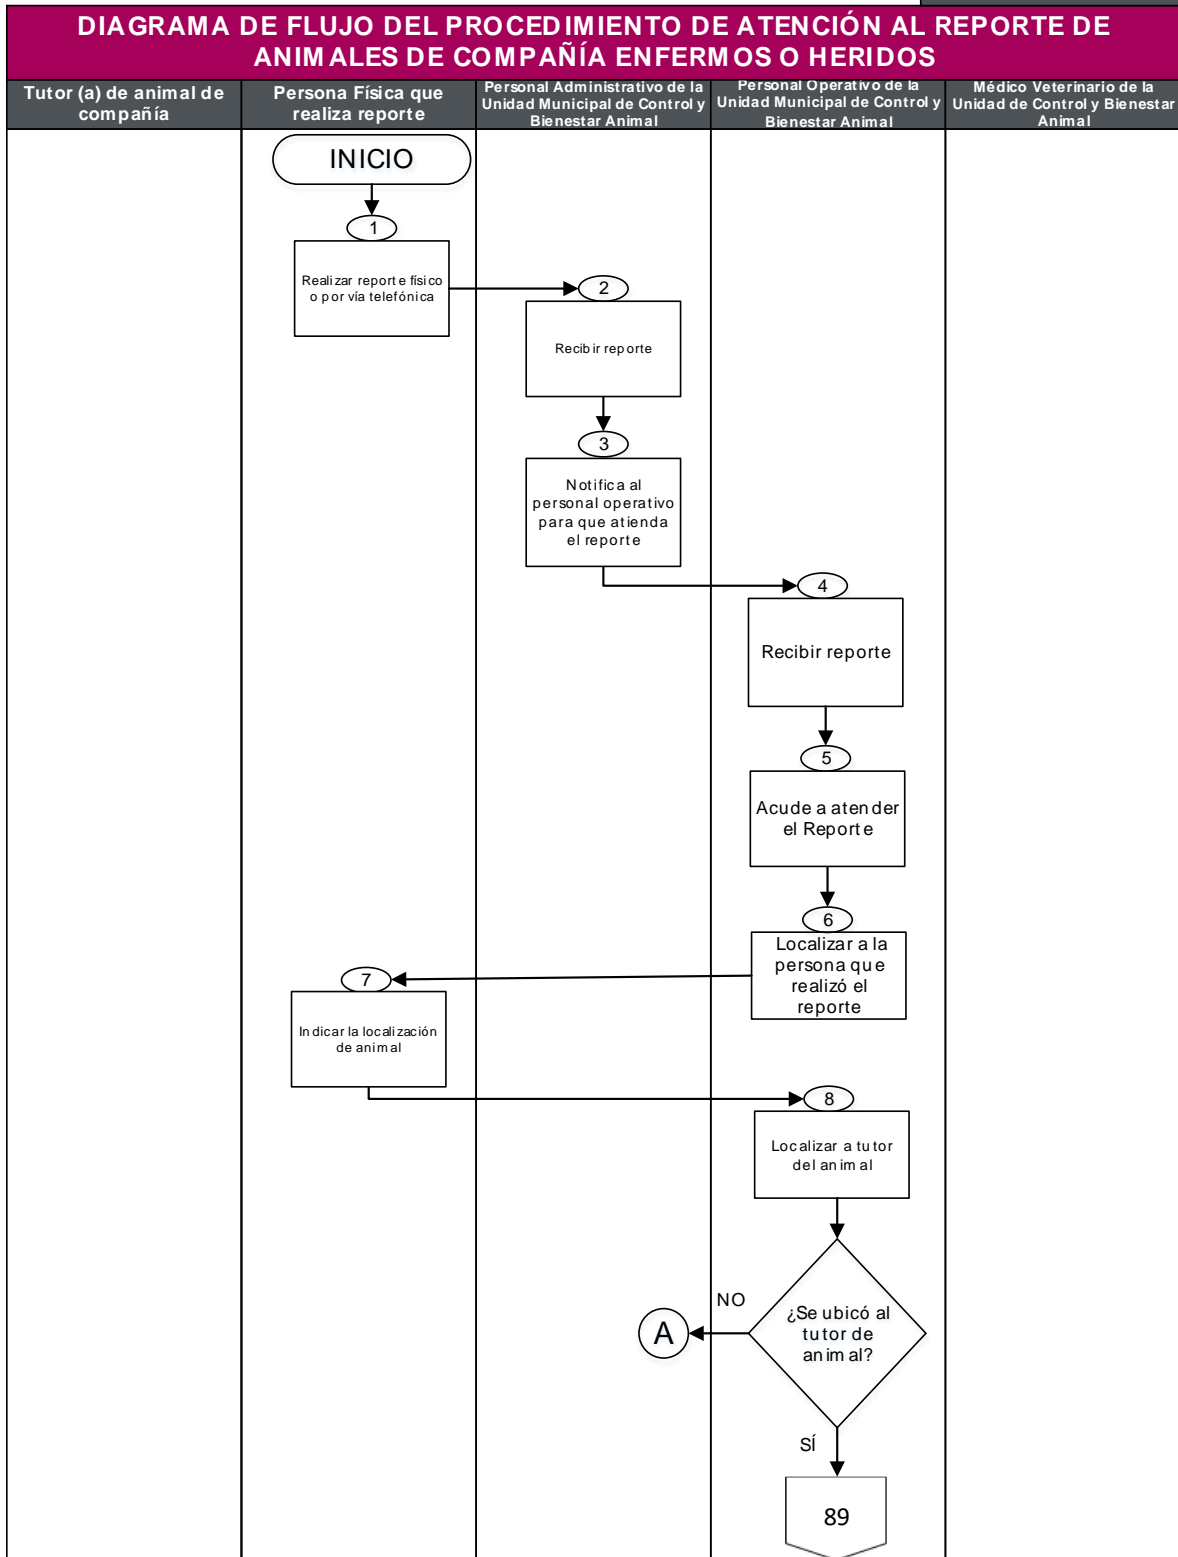 DIAGRAMA DE FLUJO DEL PROCEDIMIENTO DE ATENCIÓN AL REPORTE DE
ANIMALES DE COMPAÑÍA ENFERMOS O HERIDOS
Tutor (a) de animal de
compañía
Persona Física que
realiza reporte
Personal Administrativo de la
Unidad Municipal de Control y
Bienestar Animal
Personal Operativo de la
Unidad Municipal de Control y
Bienestar Animal
Médico Veterinario de la
Unidad de Control y Bienestar
Animal
INICIO
1
Realizar reporte físico
o por vía telefónica
2
Recibir reporte
3
Notifica al
personal operativo
para que atienda
el reporte
4
Recibir reporte
5
Acude a atender
el Reporte
6
Localizar a la
persona que
realizó el
reporte
7
Indicar la localización
de animal
8
Localizar a tutor
del animal
¿Se ubicó al
tutor de
animal?
NO
A
SÍ
89